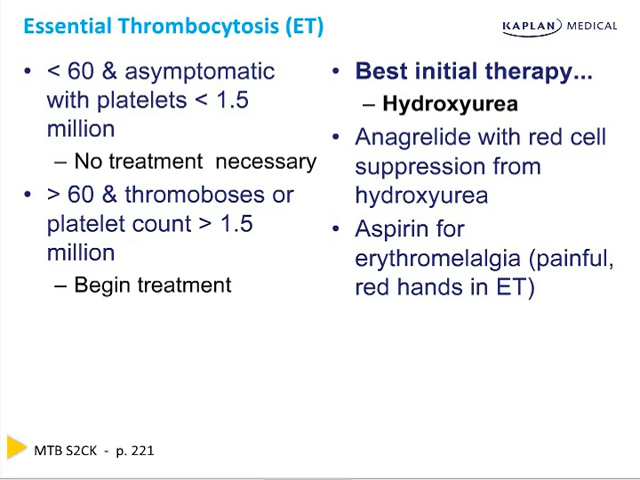 Essential Thrombocytosis (ET)
KAPLAN MEDICAL
• < 60 & asymptomatic
with platelets < 1.5
million
– No treatment necessary
• > 60 & thromoboses or
platelet count > 1.5
million
– Begin treatment
• Best initial therapy...
– Hydroxyurea
• Anagrelide with red cell
suppression from
hydroxyurea
• Aspirin for
erythromelalgia (painful,
red hands in ET)
MTB S2CK - p. 221